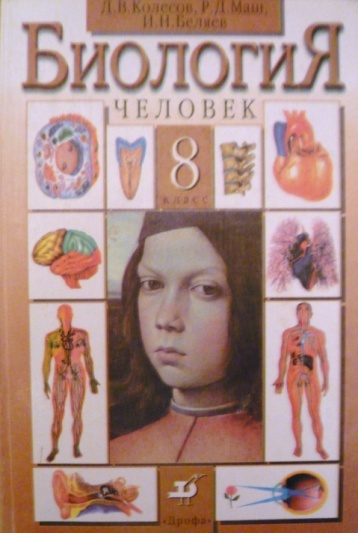 Д.В.Колесов, Р.Д.Маш,
И.Н.Беляев
БиологиЯ
ЧЕЛОВЕК
8
класс
«Дрофа»